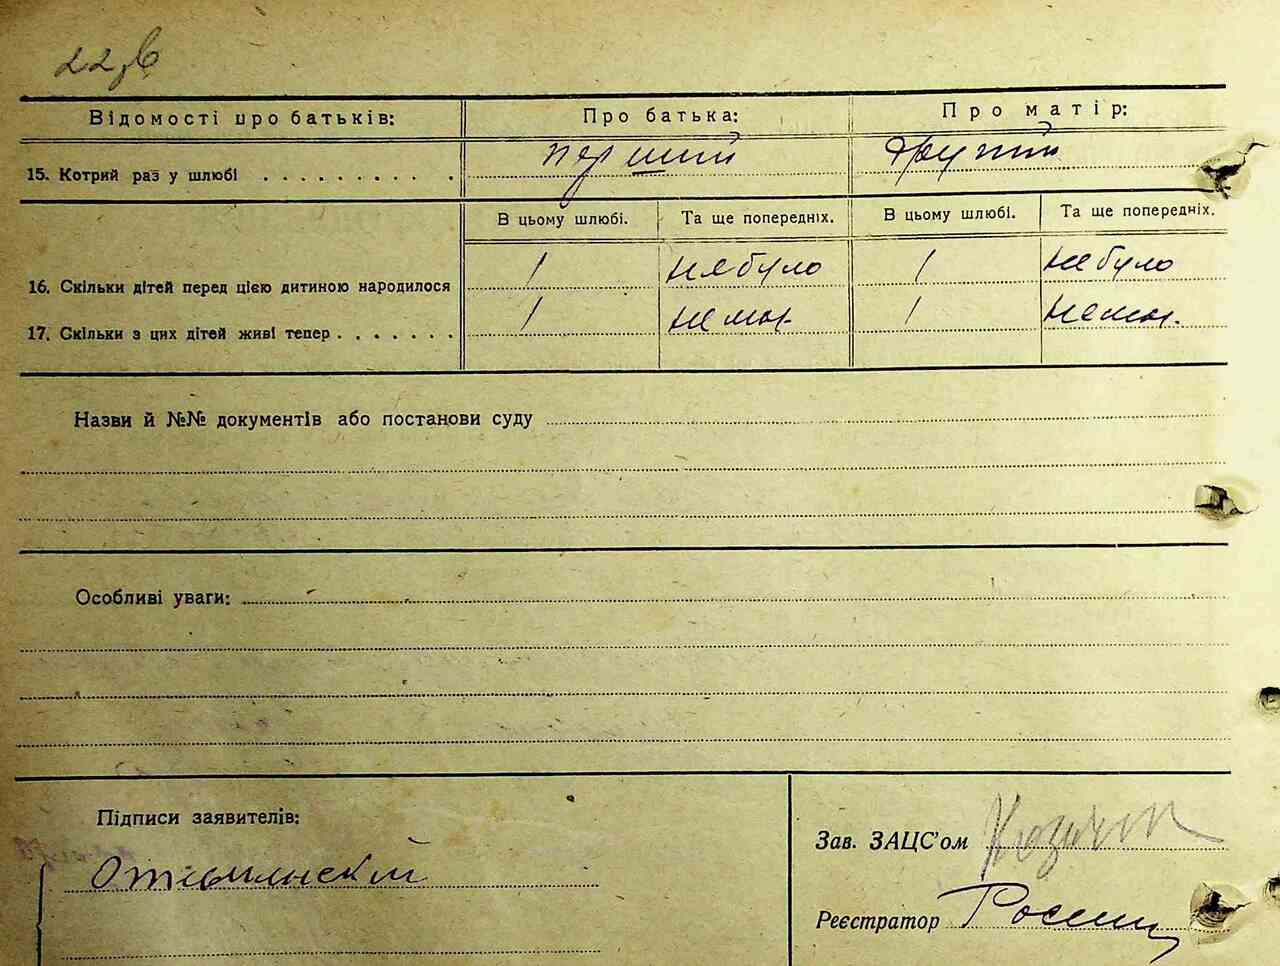 22 зв
Відомості про батьків: Про батька: Про матір:
15. Котрий раз у шлюбі . . . . . . . . . . перший другий
В цьому шлюбі. Та ще попередніх. В цьому шлюбі. Та ще попередніх.
16. Скільки дітей перед цією дитиною народилося 1 не було 1 не було
17. Скільки з цих дітей живі тепер . . . . . . . 1 нема. 1 нема.
Назви й №№ документів або постанови суду
Особливі уваги:
Підписи заявителів:
Зав. ЗАЦС'ом
Реєстратор